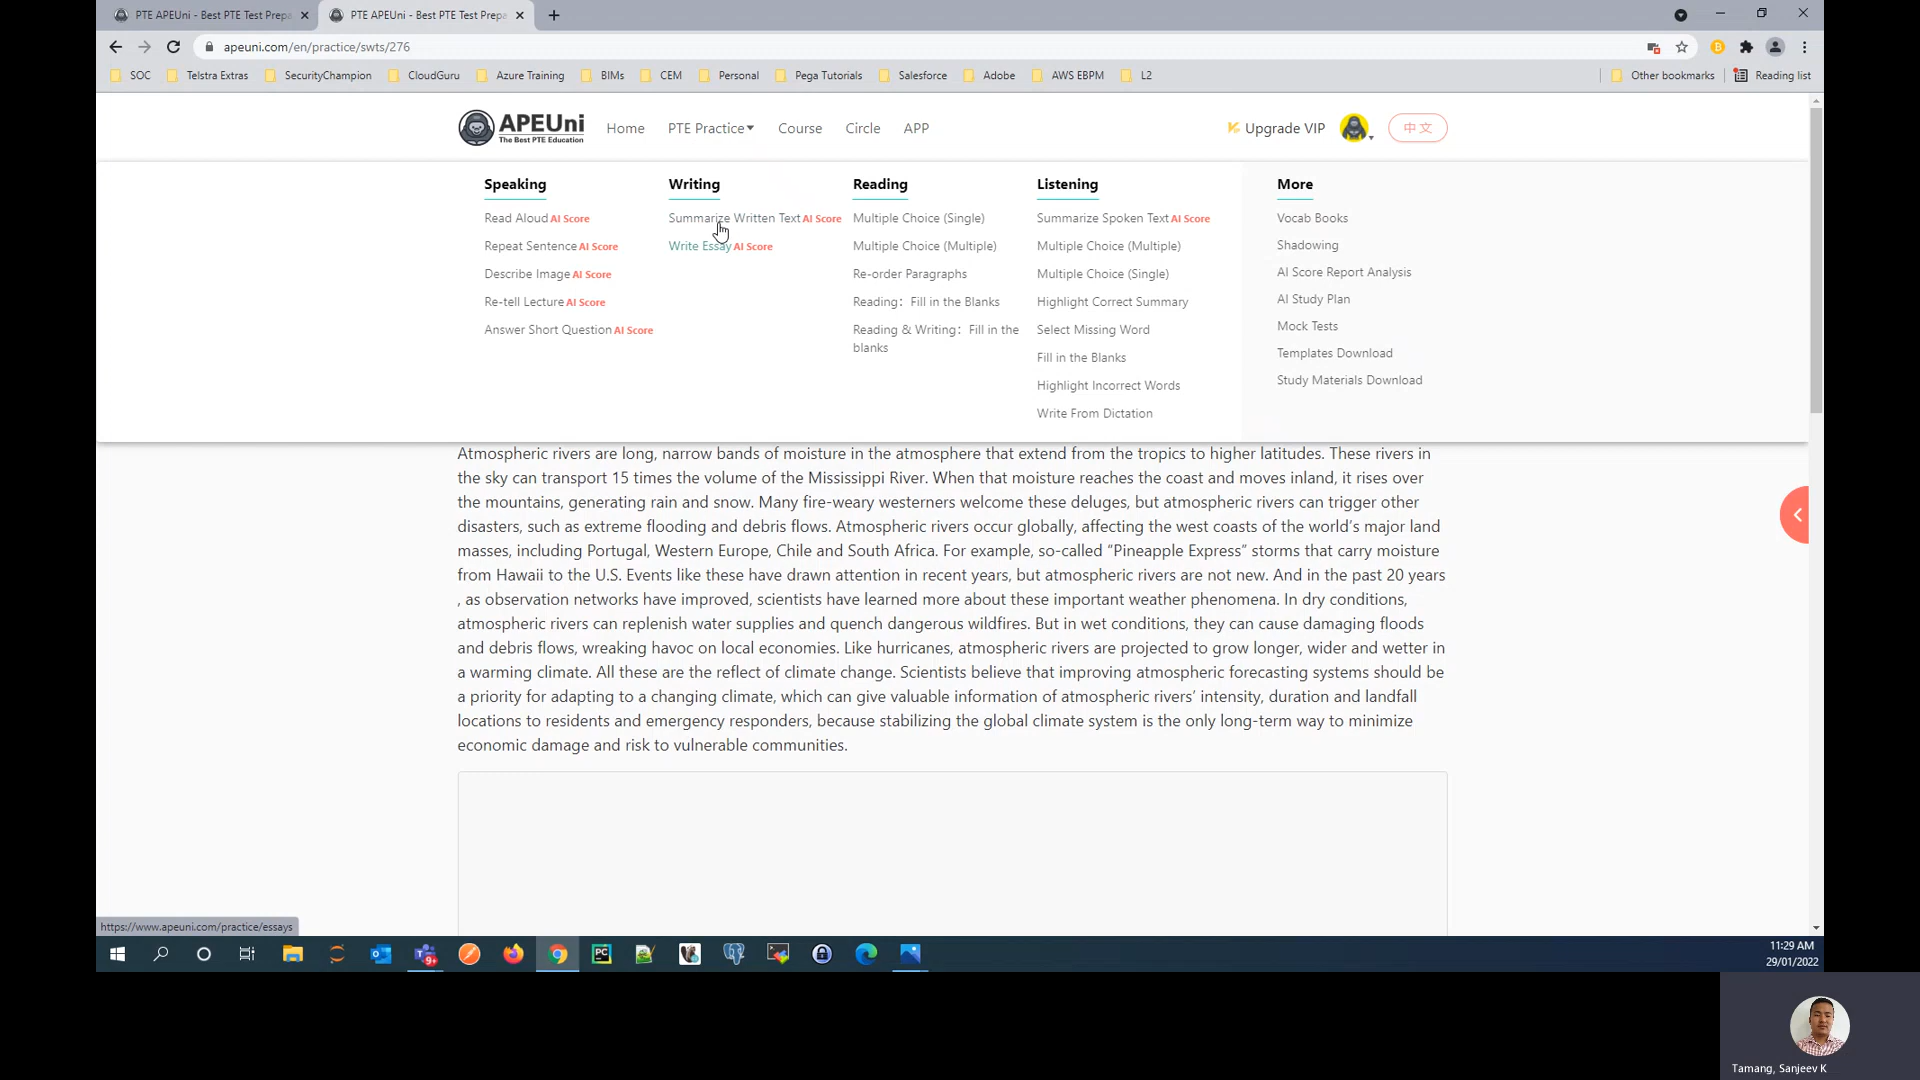 PTE APEUni - Best PTE Test Prepa
PTE APEUni - Best PTE Test Prepa
apeuni.com/en/practice/swts/276
SOC Telstra Extras SecurityChampion CloudGuru Azure Training BIMs CEM Personal Pega Tutorials Salesforce Adobe AWS EBPM L2 Other bookmarks Reading list
APEUni
The Best PTE Education
Home PTE Practice Course Circle APP Upgrade VIP 中文
Speaking
Read Aloud AI Score
Repeat Sentence AI Score
Describe Image AI Score
Re-tell Lecture AI Score
Answer Short Question AI Score
Writing
Summarize Written Text AI Score
Write Essay AI Score
Reading
Multiple Choice (Single)
Multiple Choice (Multiple)
Re-order Paragraphs
Reading: Fill in the Blanks
Reading & Writing: Fill in the
blanks
Listening
Summarize Spoken Text AI Score
Multiple Choice (Multiple)
Multiple Choice (Single)
Highlight Correct Summary
Select Missing Word
Fill in the Blanks
Highlight Incorrect Words
Write From Dictation
More
Vocab Books
Shadowing
AI Score Report Analysis
AI Study Plan
Mock Tests
Templates Download
Study Materials Download
Atmospheric rivers are long, narrow bands of moisture in the atmosphere that extend from the tropics to higher latitudes. These rivers in
the sky can transport 15 times the volume of the Mississippi River. When that moisture reaches the coast and moves inland, it rises over
the mountains, generating rain and snow. Many fire-weary westerners welcome these deluges, but atmospheric rivers can trigger other
disasters, such as extreme flooding and debris flows. Atmospheric rivers occur globally, affecting the west coasts of the world's major land
masses, including Portugal, Western Europe, Chile and South Africa. For example, so-called "Pineapple Express" storms that carry moisture
from Hawaii to the U.S. Events like these have drawn attention in recent years, but atmospheric rivers are not new. And in the past 20 years
, as observation networks have improved, scientists have learned more about these important weather phenomena. In dry conditions,
atmospheric rivers can replenish water supplies and quench dangerous wildfires. But in wet conditions, they can cause damaging floods
and debris flows, wreaking havoc on local economies. Like hurricanes, atmospheric rivers are projected to grow longer, wider and wetter in
a warming climate. All these are the reflect of climate change. Scientists believe that improving atmospheric forecasting systems should be
a priority for adapting to a changing climate, which can give valuable information of atmospheric rivers' intensity, duration and landfall
locations to residents and emergency responders, because stabilizing the global climate system is the only long-term way to minimize
economic damage and risk to vulnerable communities.
https://www.apeuni.com/practice/essays
PC
9+
11:29 AM
29/01/2022
Tamang, Sanjeev K